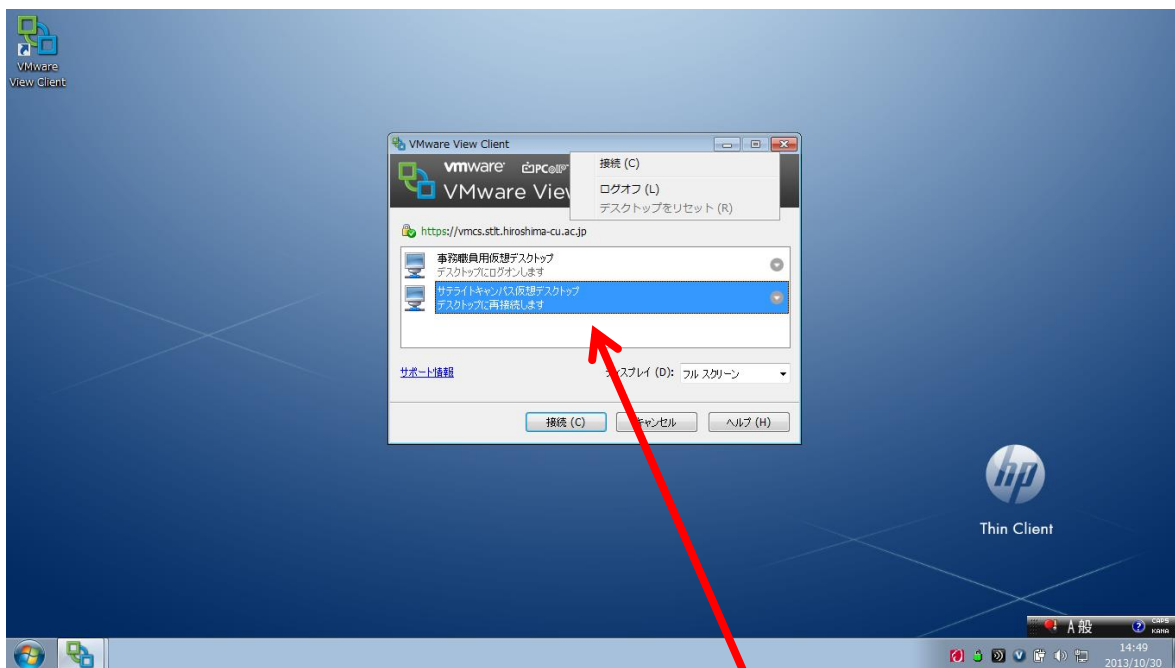 VMware
View Client
VMware View Client
vmware PCoIP
VMware View
接続 (C)
ログオフ (L)
デスクトップをリセット (R)
https://vmcs.stlt.hiroshima-cu.ac.jp
事務職員用仮想デスクトップ
デスクトップにログオンします
サテライトキャンパス仮想デスクトップ
デスクトップに再接続します
サポート情報
ディスプレイ (D): フル スクリーン
接続 (C) キャンセル ヘルプ (H)
hp
Thin Client
A 般 ? CAPS
KANA
14:49
2013/10/30